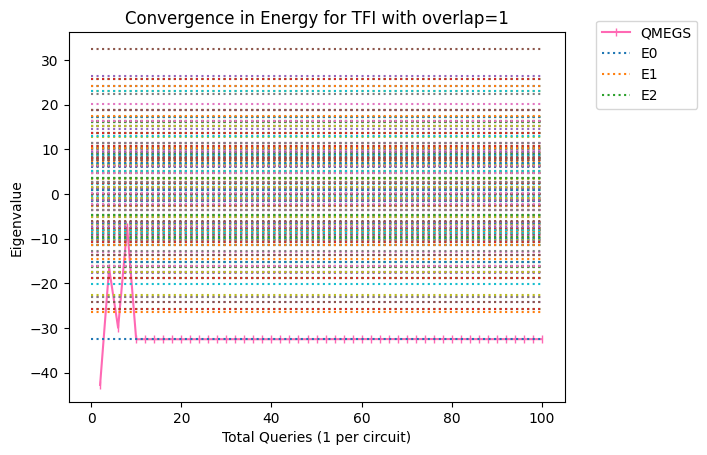 Convergence in Energy for TFI with overlap=1
QMEGS
E0
E1
E2
Eigenvalue
30
20
10
0
−10
−20
−30
−40
0 20 40 60 80 100
Total Queries (1 per circuit)